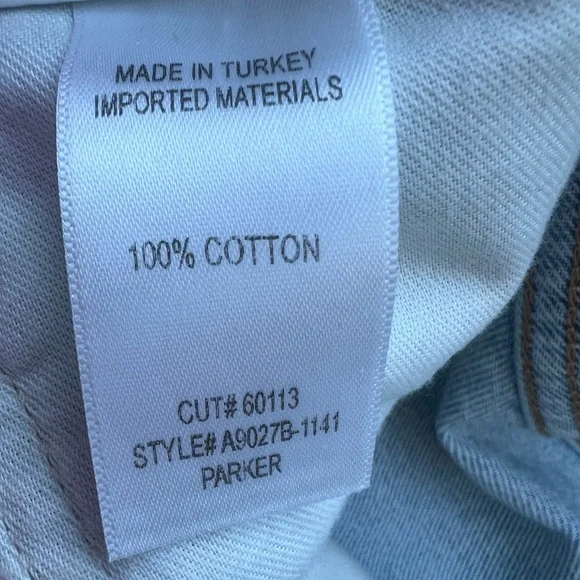 MADE IN TURKEY
IMPORTED MATERIALS
100% COTTON
CUT# 60113
STYLE# A9027B-1141
PARKER